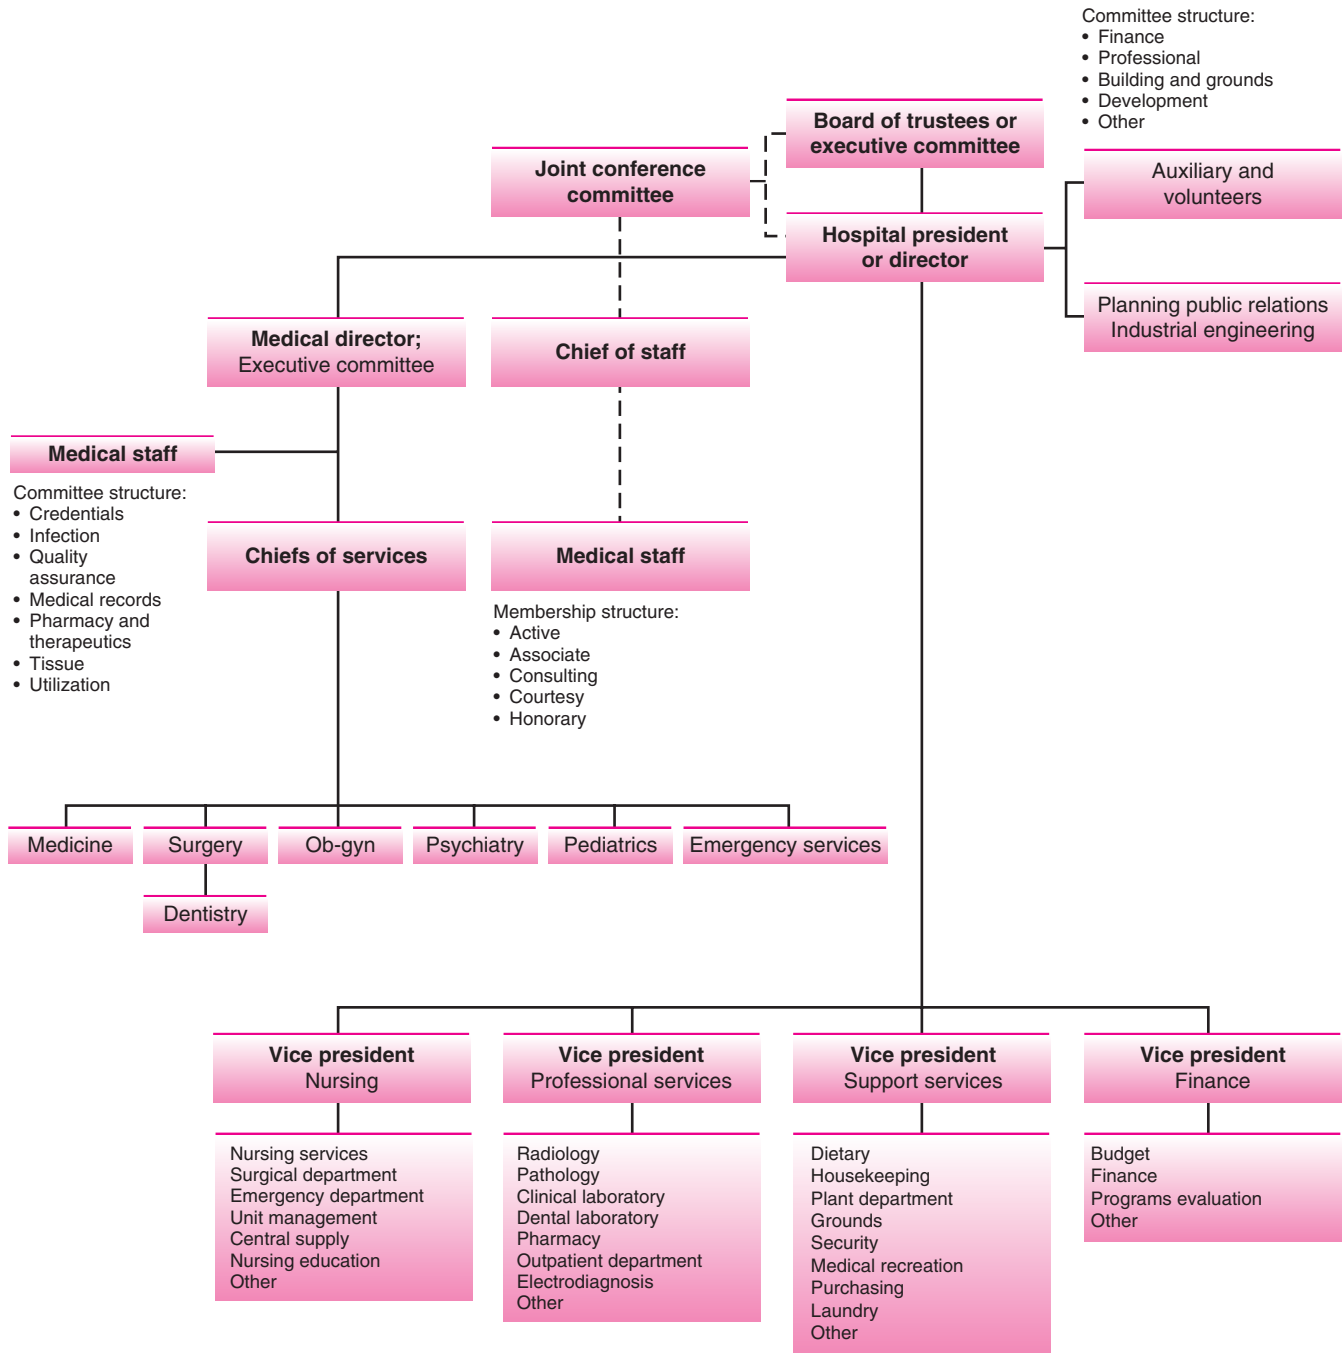 Committee structure:
• Finance
• Professional
• Building and grounds
• Development
• Other
Board of trustees or
executive committee
Joint conference
committee
Auxiliary and
volunteers
Hospital president
or director
Planning public relations
Industrial engineering
Medical director;
Executive committee
Chief of staff
Medical staff
Committee structure:
• Credentials
• Infection
• Quality
assurance
• Medical records
• Pharmacy and
therapeutics
• Tissue
• Utilization
Chiefs of services
Medical staff
Membership structure:
• Active
• Associate
• Consulting
• Courtesy
• Honorary
Medicine
Surgery
Ob-gyn
Psychiatry
Pediatrics
Emergency services
Dentistry
Vice president
Nursing
Nursing services
Surgical department
Emergency department
Unit management
Central supply
Nursing education
Other
Vice president
Professional services
Radiology
Pathology
Clinical laboratory
Dental laboratory
Pharmacy
Outpatient department
Electrodiagnosis
Other
Vice president
Support services
Dietary
Housekeeping
Plant department
Grounds
Security
Medical recreation
Purchasing
Laundry
Other
Vice president
Finance
Budget
Finance
Programs evaluation
Other